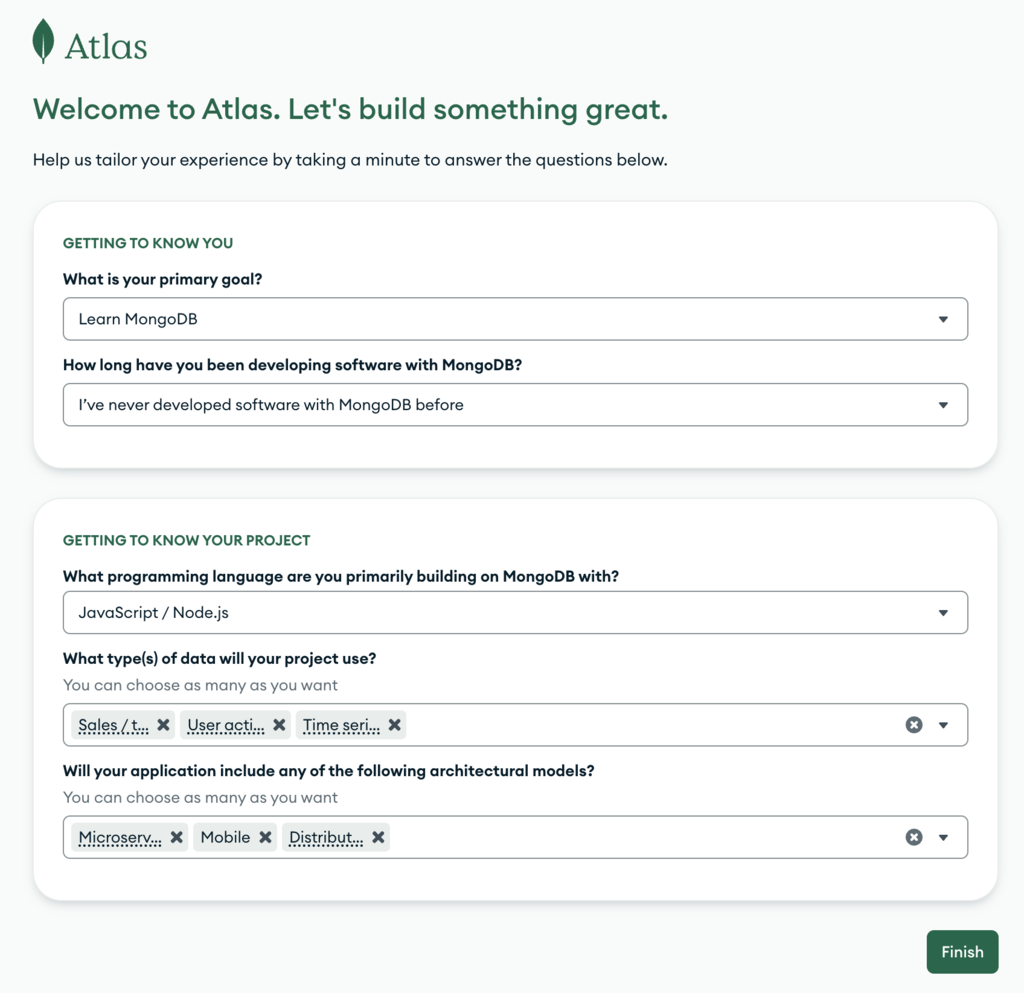 Atlas
Welcome to Atlas. Let's build something great.
Help us tailor your experience by taking a minute to answer the questions below.
GETTING TO KNOW YOU
What is your primary goal?
Learn MongoDB
How long have you been developing software with MongoDB?
I’ve never developed software with MongoDB before
GETTING TO KNOW YOUR PROJECT
What programming language are you primarily building on MongoDB with?
JavaScript / Node.js
What type(s) of data will your project use?
You can choose as many as you want
Sales / t... User acti... Time seri...
Will your application include any of the following architectural models?
You can choose as many as you want
Microserv... Mobile Distribut...
Finish